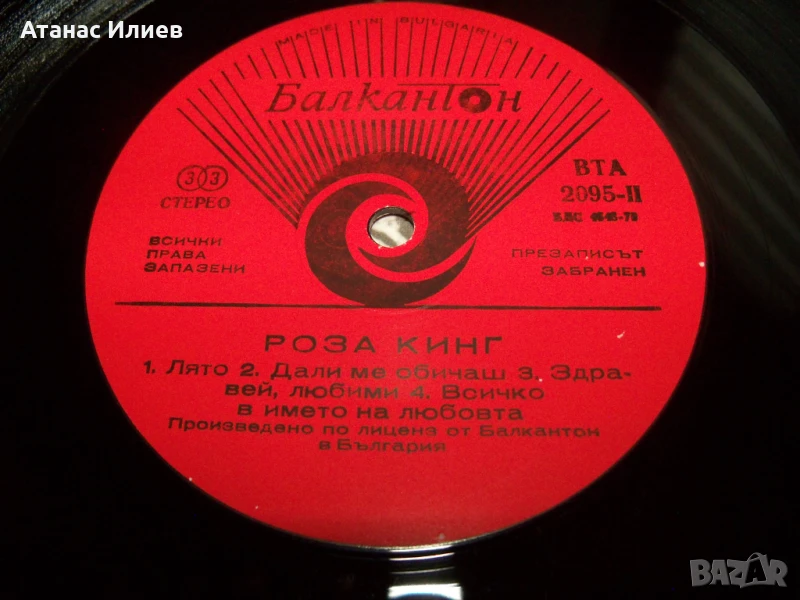 Атанас Илиев
MADE IN BULGARIA
Балкантон
33
СТЕРЕО
ВТА
2095-II
ВСИЧКИ
ПРАВА
ЗАПАЗЕНИ
ПРЕЗАПИСЪТ
ЗАБРАНЕН
РОЗА КИНГ
1. Лято 2. Дали ме обичаш 3. Здра-
вей, любими 4. Всичко
в името на любовта
Произведено по лиценз от Балкантон
в България
BAZAR